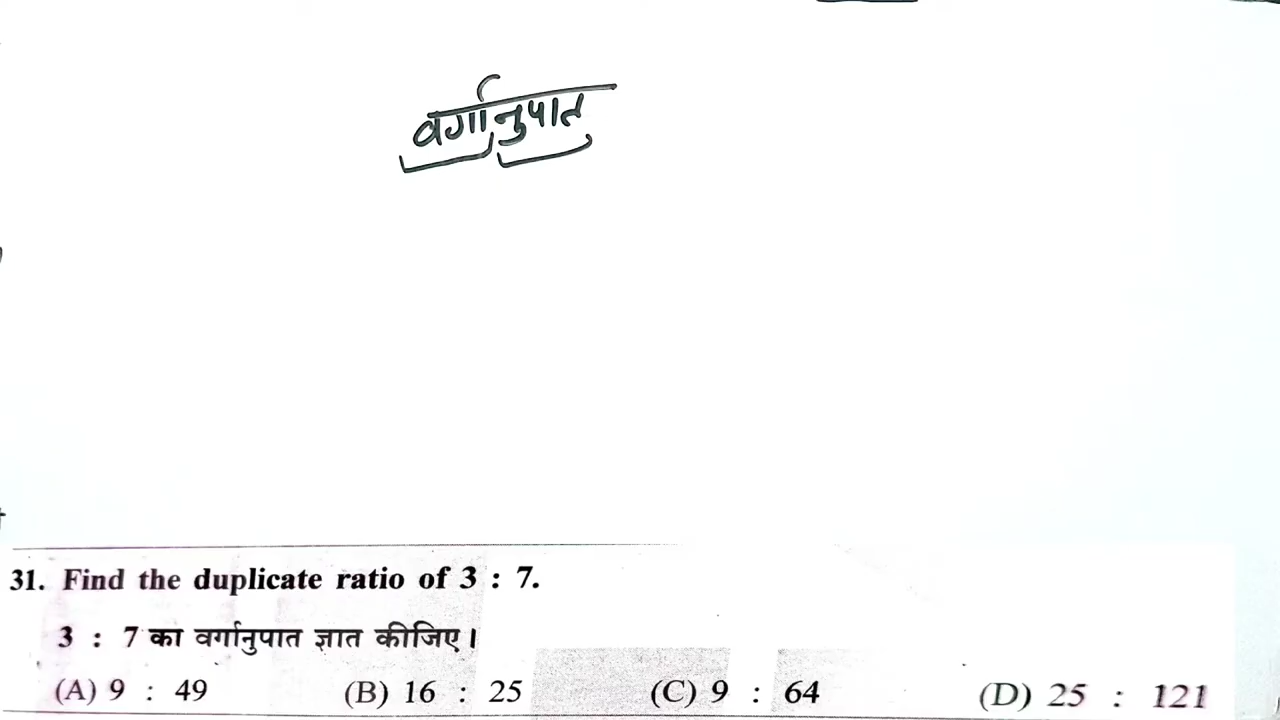 वर्गानुपात
31. Find the duplicate ratio of 3 : 7.
3 : 7 का वर्गानुपात ज्ञात कीजिए।
(A) 9 : 49 (B) 16 : 25 (C) 9 : 64 (D) 25 : 121